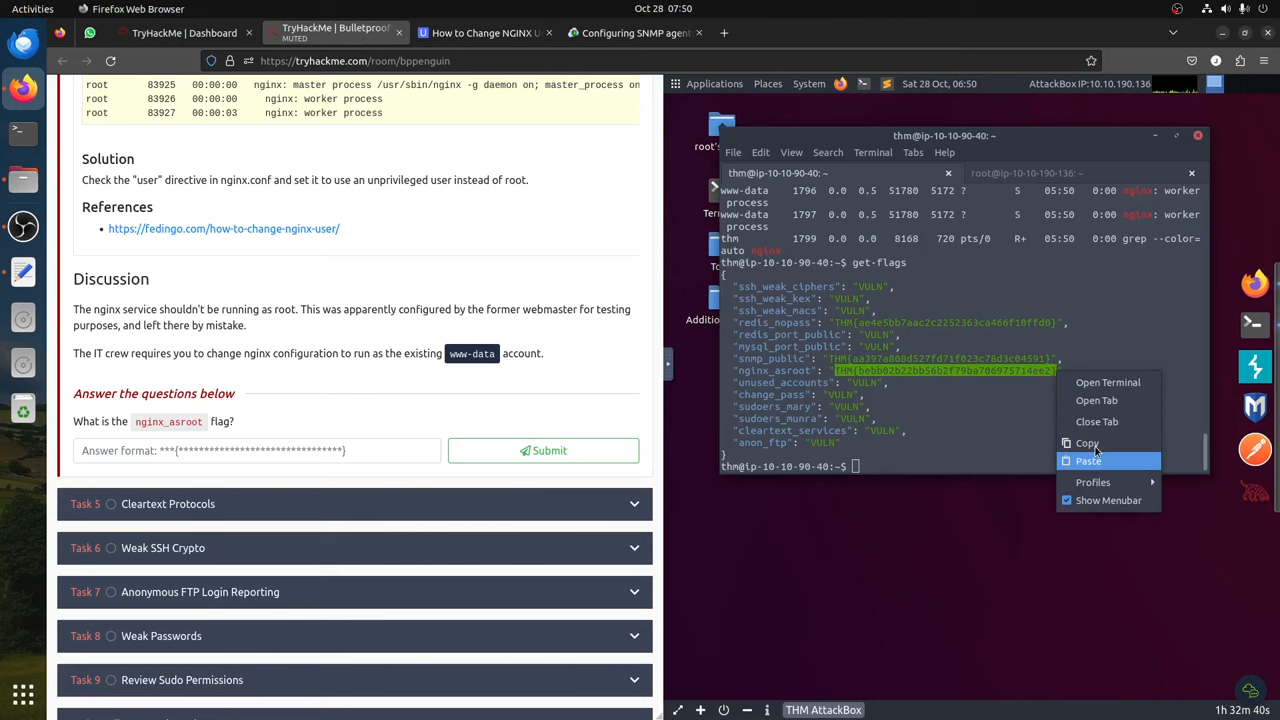 Activities
Firefox Web Browser
Oct 28 07:50
TryHackMe | Dashboard
TryHackMe | Bulletproof
MUTED
How to Change NGINX U
Configuring SNMP agent
https://tryhackme.com/room/bppenguin
root 83925 00:00:00 nginx: master process /usr/sbin/nginx -g daemon on; master_process on
root 83926 00:00:00 nginx: worker process
root 83927 00:00:03 nginx: worker process
Solution
Check the "user" directive in nginx.conf and set it to use an unprivileged user instead of root.
References
https://fedingo.com/how-to-change-nginx-user/
Discussion
The nginx service shouldn't be running as root. This was apparently configured by the former webmaster for testing
purposes, and left there by mistake.
The IT crew requires you to change nginx configuration to run as the existing www-data account.
Answer the questions below
What is the nginx_asroot flag?
Answer format: ***{********************************}
Submit
Task 5 Cleartext Protocols
Task 6 Weak SSH Crypto
Task 7 Anonymous FTP Login Reporting
Task 8 Weak Passwords
Task 9 Review Sudo Permissions
Applications Places System
Sat 28 Oct, 06:50 AttackBox IP:10.10.190.136
root's
thm@ip-10-10-90-40: ~
File Edit View Search Terminal Tabs Help
thm@ip-10-10-90-40: ~
root@ip-10-10-190-136: ~
www-data 1796 0.0 0.5 51780 5172 ? S 05:50 0:00 nginx: worker
process
www-data 1797 0.0 0.5 51780 5172 ? S 05:50 0:00 nginx: worker
process
thm 1799 0.0 0.0 8168 720 pts/0 R+ 05:50 0:00 grep --color=
auto nginx
thm@ip-10-10-90-40:~$ get-flags
{
"ssh_weak_ciphers": "VULN",
"ssh_weak_kex": "VULN",
"ssh_weak_macs": "VULN",
"redis_nopass": "THM{ae4e5bb7aac2c2252363ca466f10ffd0}",
"redis_port_public": "VULN",
"mysql_port_public": "VULN",
"snmp_public": "THM{aa397a808d527fd71f023c78d3c04591}",
"nginx_asroot": "THM{bebb02b22bb56b2f79ba706975714ee2}"
"unused_accounts": "VULN",
"change_pass": "VULN",
"sudoers_mary": "VULN",
"sudoers_munra": "VULN",
"cleartext_services": "VULN",
"anon_ftp": "VULN"
}
thm@ip-10-10-90-40:~$
Ter
To
Addition
Open Terminal
Open Tab
Close Tab
Copy
Paste
Profiles
Show Menubar
THM AttackBox
1h 32m 40s